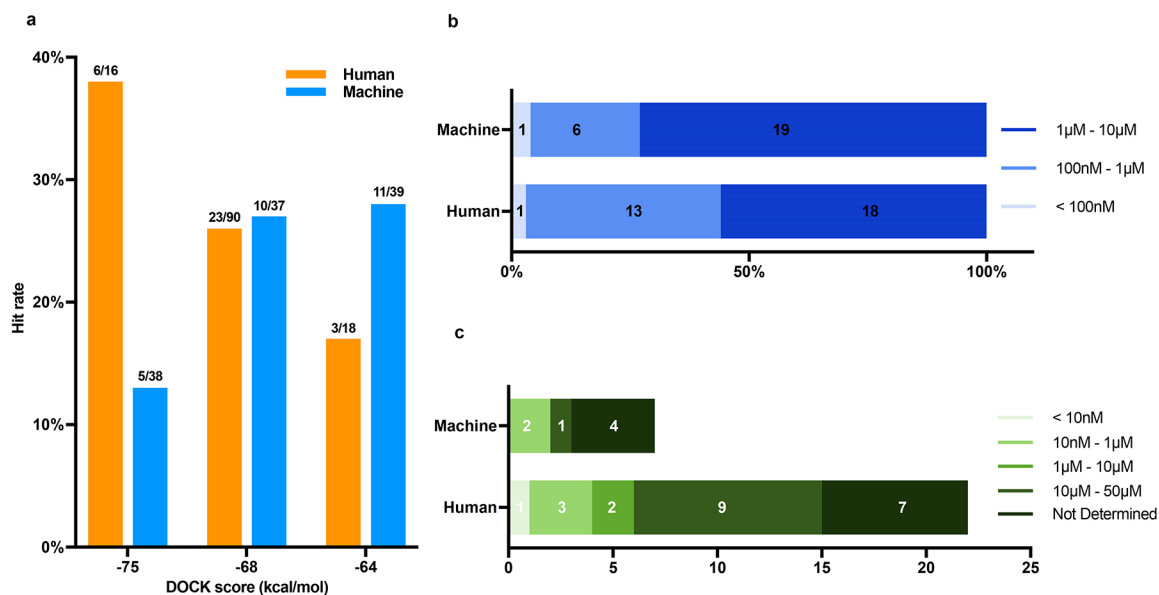 a
40%
30%
20%
10%
0%
Hit rate
6/16
5/38
23/90
10/37
3/18
11/39
Human
Machine
-75
-68
-64
DOCK score (kcal/mol)
b
Machine
1
6
19
Human
1
13
18
0%
50%
100%
1µM - 10µM
100nM - 1µM
< 100nM
c
Machine
2
1
4
Human
1
3
2
9
7
0
5
10
15
20
25
< 10nM
10nM - 1µM
1µM - 10µM
10µM - 50µM
Not Determined